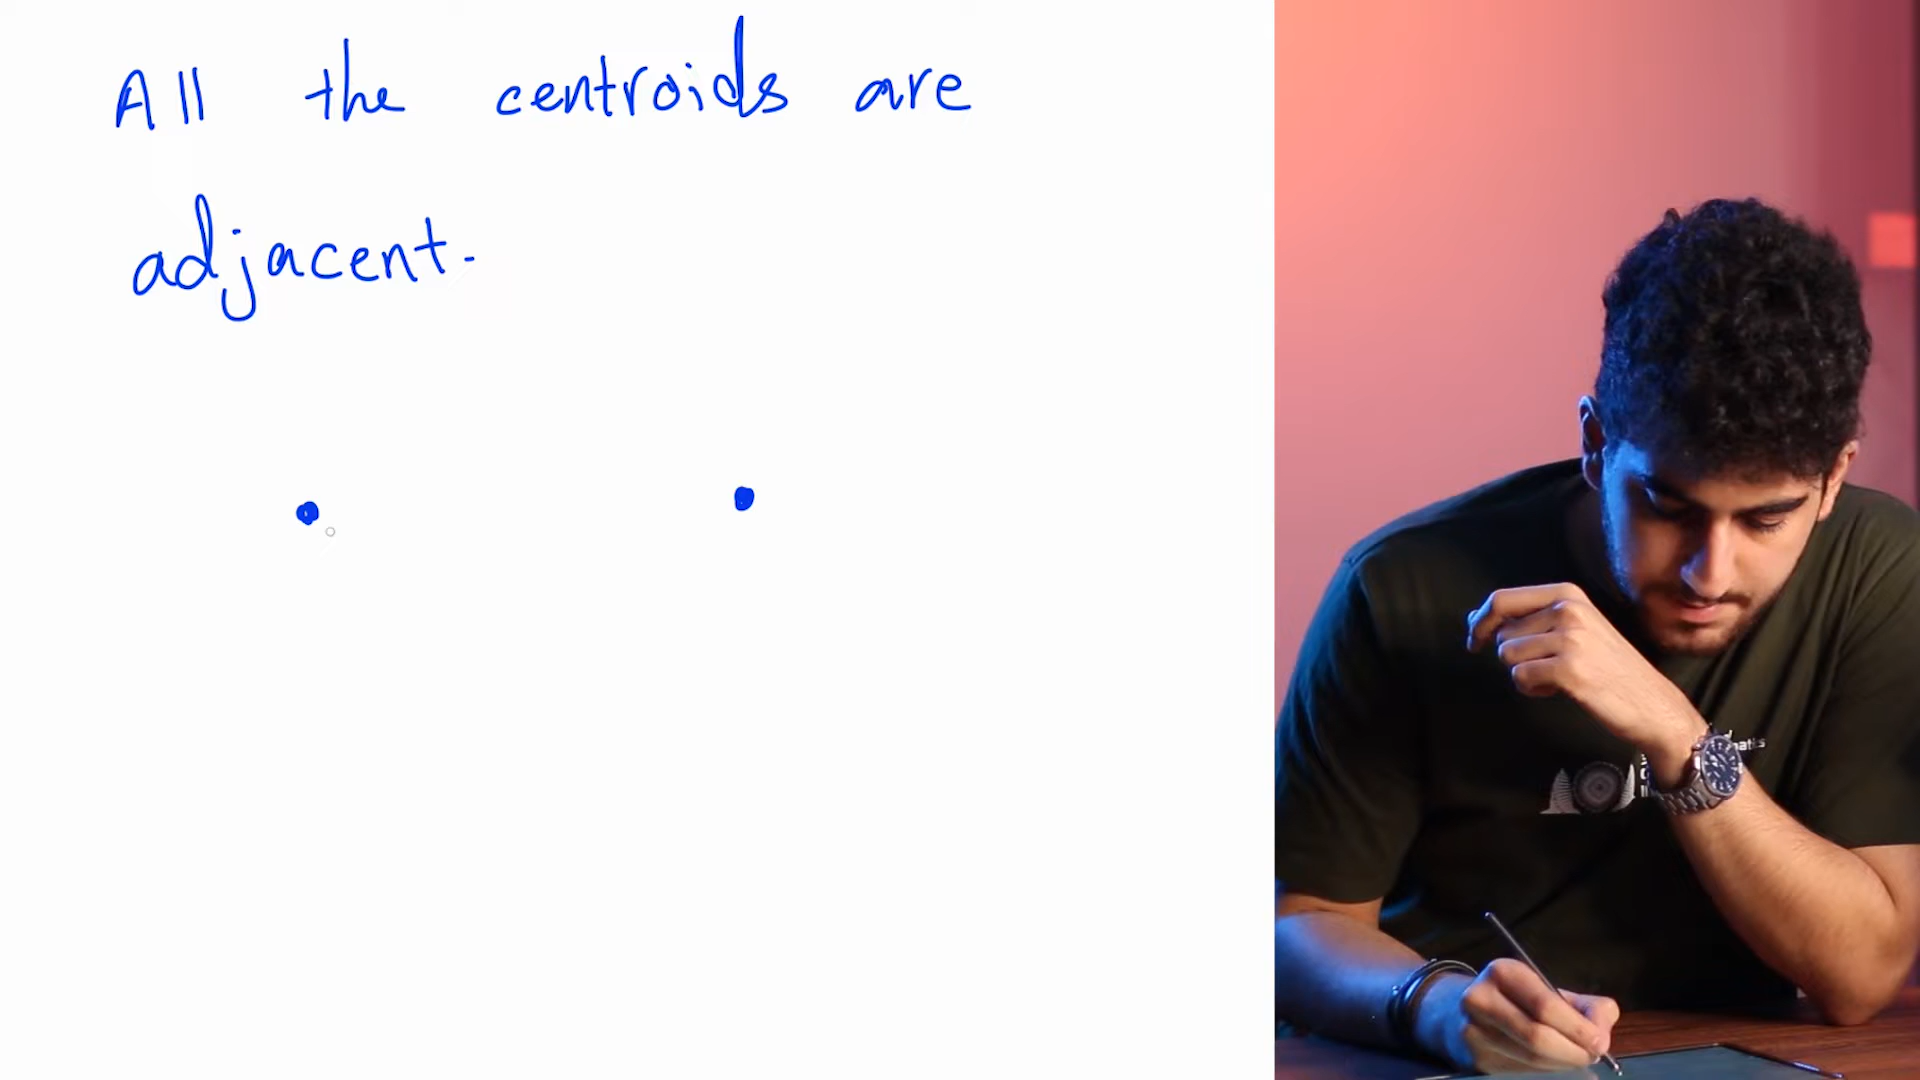 All the centroids are
adjacent.